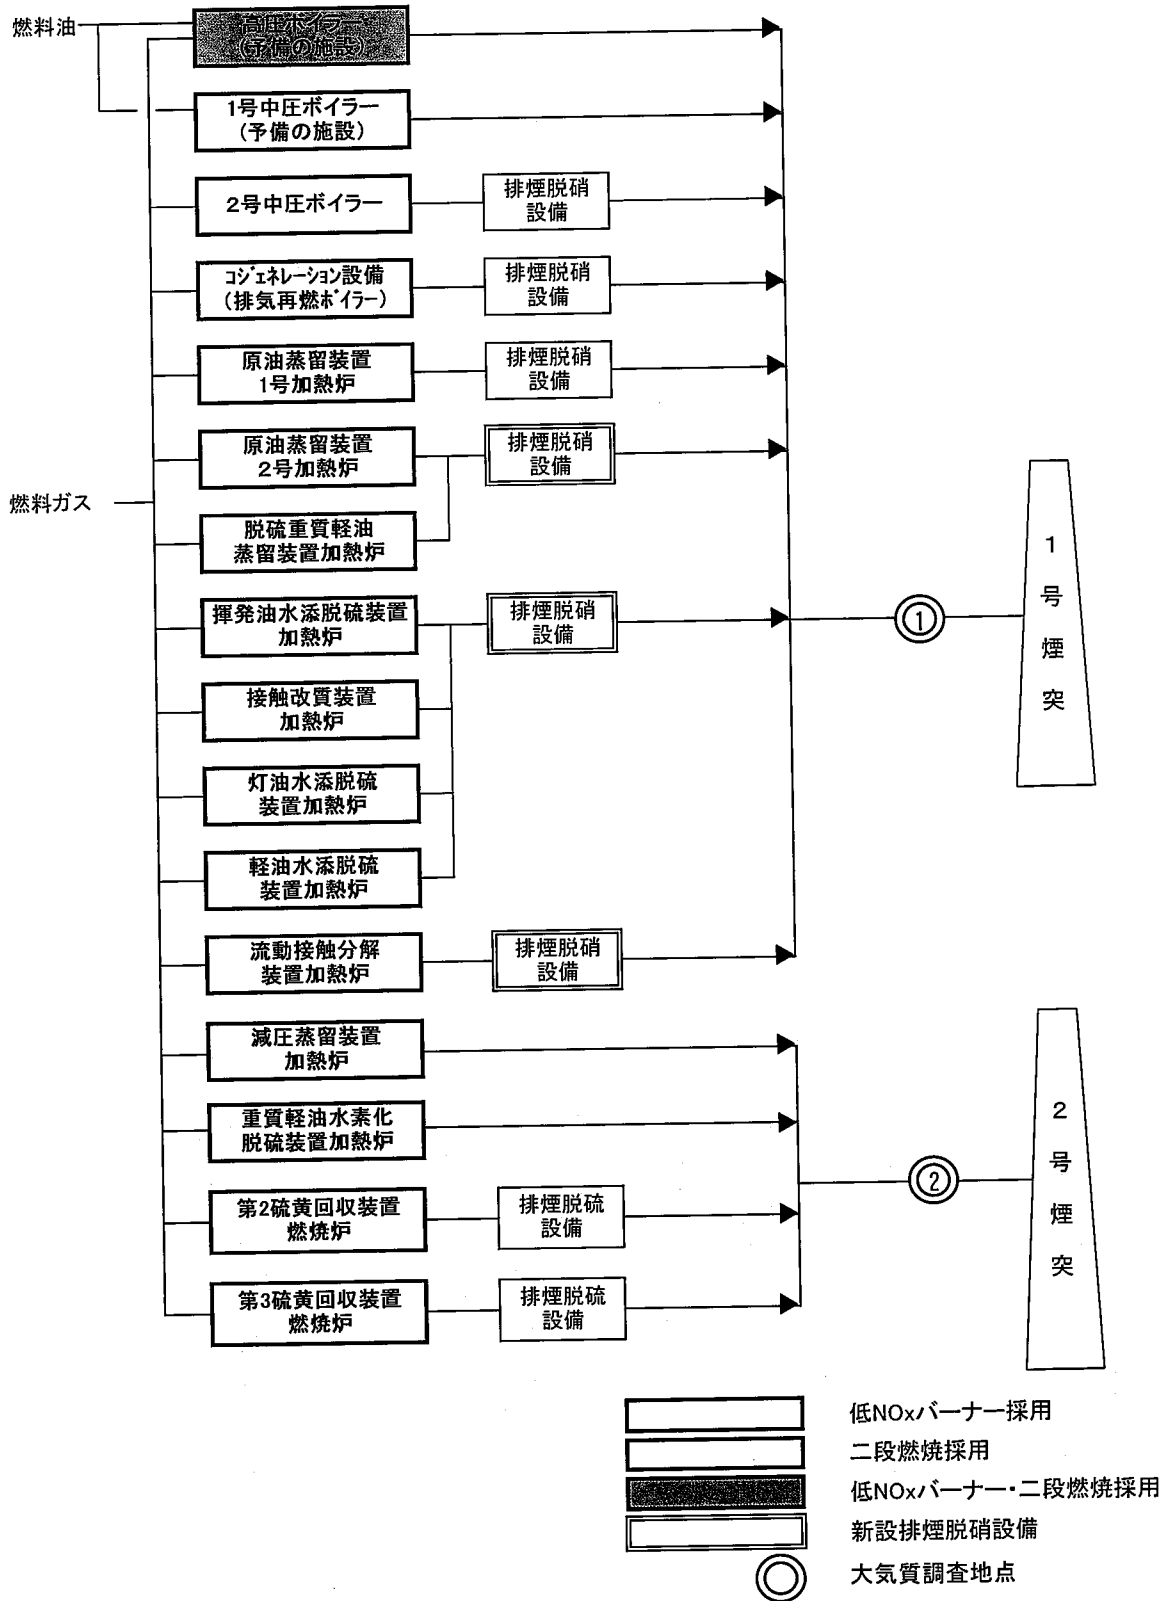 燃料油
高圧ボイラー
(予備の施設)
1号中圧ボイラー
(予備の施設)
2号中圧ボイラー
排煙脱硝
設備
コジェネレーション設備
(排気再燃ボイラー)
排煙脱硝
設備
原油蒸留装置
1号加熱炉
排煙脱硝
設備
原油蒸留装置
2号加熱炉
排煙脱硝
設備
燃料ガス
脱硫重質軽油
蒸留装置加熱炉
揮発油水添脱硫装置
加熱炉
排煙脱硝
設備
接触改質装置
加熱炉
灯油水添脱硫
装置加熱炉
軽油水添脱硫
装置加熱炉
流動接触分解
装置加熱炉
排煙脱硝
設備
①
1号煙突
減圧蒸留装置
加熱炉
重質軽油水素化
脱硫装置加熱炉
第2硫黄回収装置
燃焼炉
排煙脱硫
設備
第3硫黄回収装置
燃焼炉
排煙脱硫
設備
②
2号煙突
低NOxバーナー採用
二段燃焼採用
低NOxバーナー・二段燃焼採用
新設排煙脱硝設備
大気質調査地点